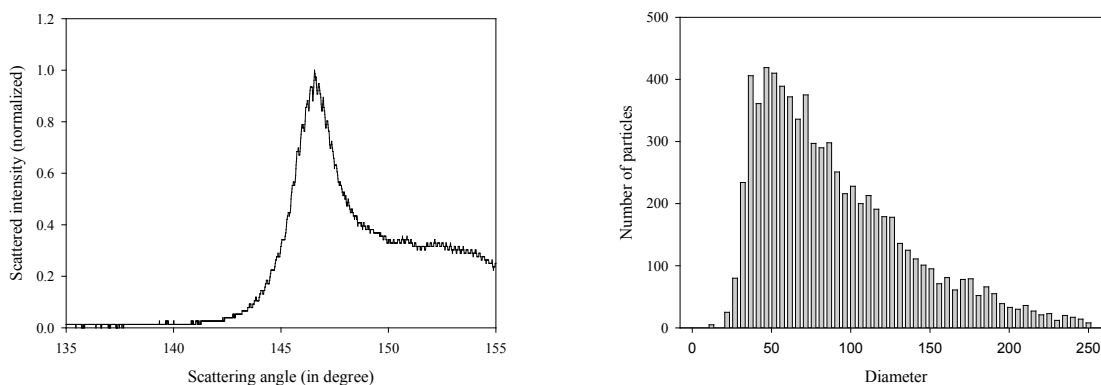 1.2
1.0
0.8
0.6
0.4
0.2
0.0
135 140 145 150 155
Scattering angle (in degree)
Scattered intensity (normalized)
500
400
300
200
100
0
0 50 100 150 200 250
Diameter
Number of particles